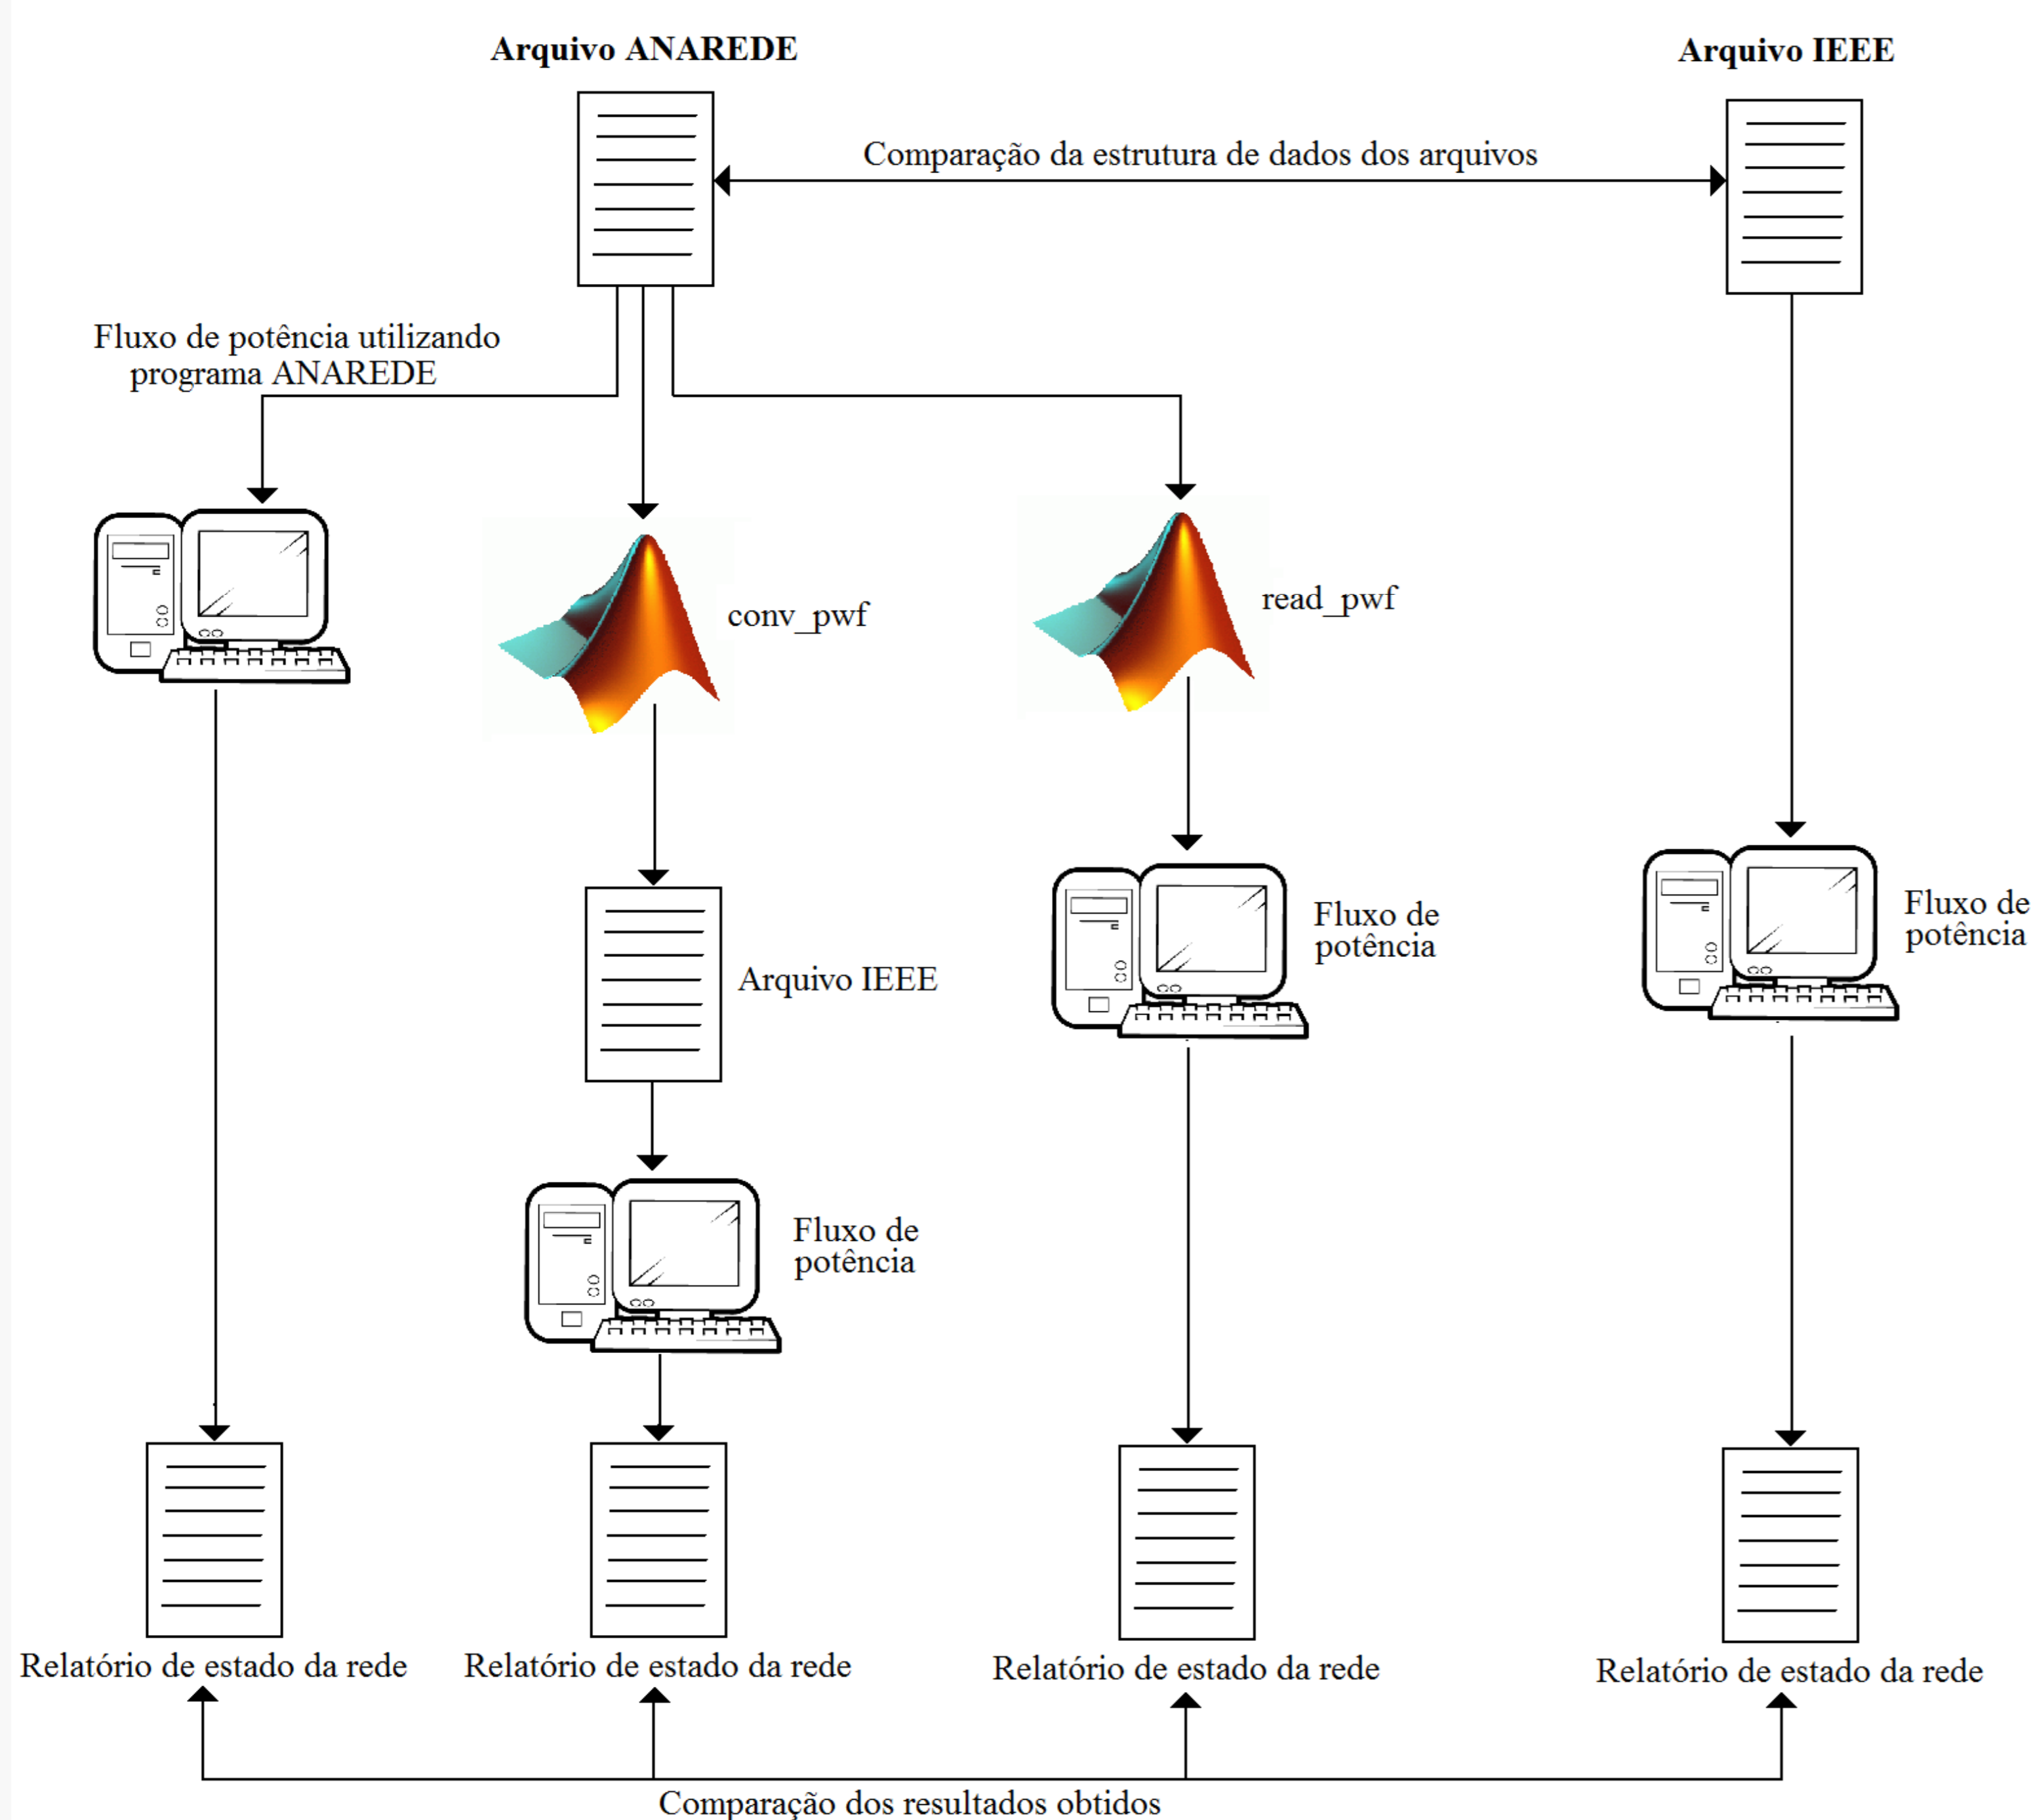 Arquivo ANAREDE
Arquivo IEEE
Comparação da estrutura de dados dos arquivos
Fluxo de potência utilizando
programa ANAREDE
conv_pwf
read_pwf
Fluxo de
potência
Fluxo de
potência
Arquivo IEEE
Fluxo de
potência
Relatório de estado da rede
Relatório de estado da rede
Relatório de estado da rede
Relatório de estado da rede
Comparação dos resultados obtidos